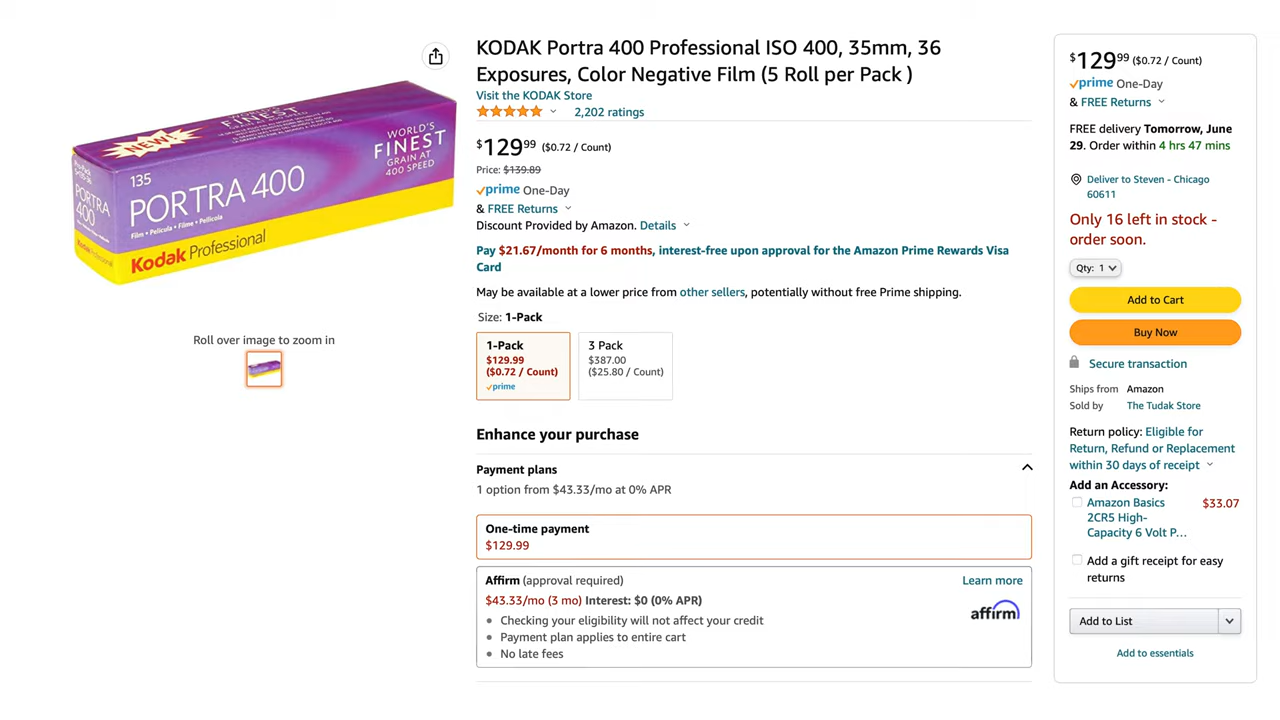 KODAK Portra 400 Professional ISO 400, 35mm, 36
Exposures, Color Negative Film (5 Roll per Pack )
Visit the KODAK Store
2,202 ratings
$129.99 ($0.72 / Count)
Price: $139.89
prime One-Day
& FREE Returns
Discount Provided by Amazon. Details
Pay $21.67/month for 6 months, interest-free upon approval for the Amazon Prime Rewards Visa
Card
May be available at a lower price from other sellers, potentially without free Prime shipping.
Size: 1-Pack
1-Pack
$129.99
($0.72 / Count)
prime
3 Pack
$387.00
($25.80 / Count)
Enhance your purchase
Payment plans
1 option from $43.33/mo at 0% APR
One-time payment
$129.99
Affirm (approval required)
Learn more
$43.33/mo (3 mo) Interest: $0 (0% APR)
affirm
• Checking your eligibility will not affect your credit
• Payment plan applies to entire cart
• No late fees
NEW!
WORLD'S
FINEST
WORLD'S
FINEST
GRAIN AT
400 SPEED
135
PORTRA 400
Film • Película • Filme • Pellicola
Kodak Professional
PORTRA
400
Roll over image to zoom in
$129.99 ($0.72 / Count)
prime One-Day
& FREE Returns
FREE delivery Tomorrow, June
29. Order within 4 hrs 47 mins
Deliver to Steven - Chicago
60611
Only 16 left in stock -
order soon.
Qty: 1
Add to Cart
Buy Now
Secure transaction
Ships from Amazon
Sold by The Tudak Store
Return policy: Eligible for
Return, Refund or Replacement
within 30 days of receipt
Add an Accessory:
Amazon Basics
2CR5 High-
Capacity 6 Volt P...
$33.07
Add a gift receipt for easy
returns
Add to List
Add to essentials